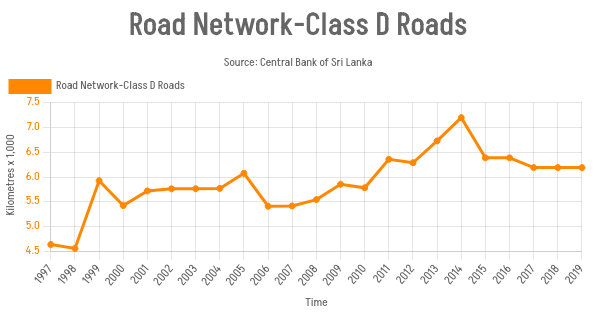 Road Network-Class D Roads
Source: Central Bank of Sri Lanka
Road Network-Class D Roads
7.5
7.0
6.5
6.0
5.5
5.0
4.5
Kilometres x 1,000
1997 1998 1999 2000 2001 2002 2003 2004 2005 2006 2007 2008 2009 2010 2011 2012 2013 2014 2015 2016 2017 2018 2019
Time